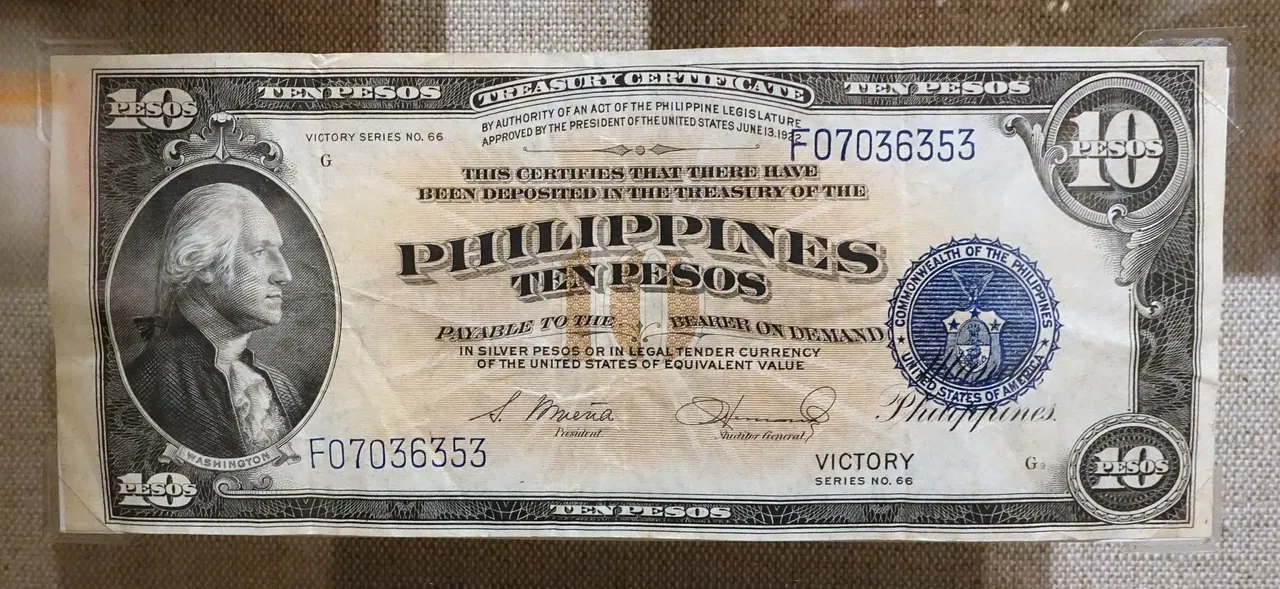 10 PESOS
TEN PESOS
TREASURY CERTIFICATE
TEN PESOS
10 PESOS
BY AUTHORITY OF AN ACT OF THE PHILIPPINE LEGISLATURE
APPROVED BY THE PRESIDENT OF THE UNITED STATES JUNE 13, 1922
VICTORY SERIES NO. 66
G
F07036353
THIS CERTIFIES THAT THERE HAVE
BEEN DEPOSITED IN THE TREASURY OF THE
PHILIPPINES
TEN PESOS
10
PAYABLE TO THE BEARER ON DEMAND
IN SILVER PESOS OR IN LEGAL TENDER CURRENCY
OF THE UNITED STATES OF EQUIVALENT VALUE
COMMONWEALTH OF THE PHILIPPINES
UNITED STATES OF AMERICA
Philippines.
President.
Auditor General.
WASHINGTON
F07036353
VICTORY
SERIES NO. 66
G
10 PESOS
TEN PESOS
10 PESOS